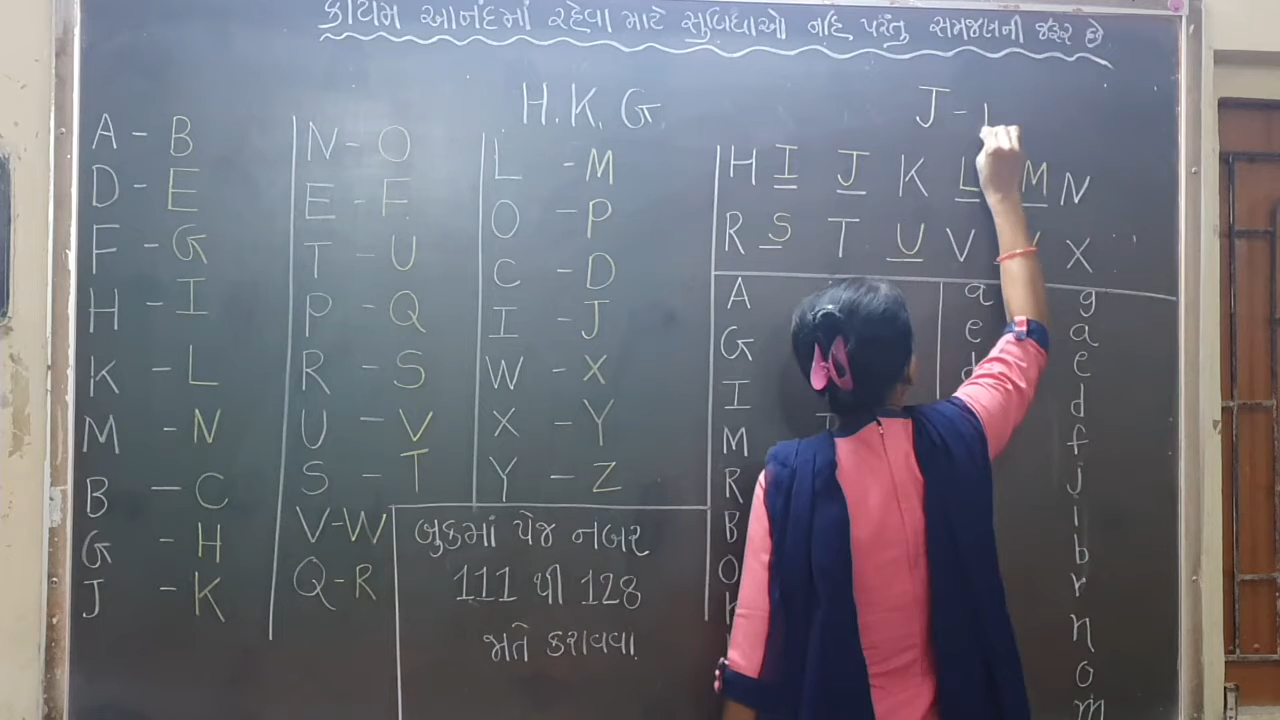 કાયમ આનંદમાં રહેવા માટે સુવિધાઓ નહિ પરંતુ સમજણની જરૂર છે
H. K. G.
J -
A - B
D - E
F - G
H - I
K - L
M - N
B - C
G - H
J - K
N - O
E - F
T - U
P - Q
R - S
U - V
S - T
V - W
Q - R
L - M
O - P
C - D
I - J
W - X
X - Y
Y - Z
બુકમાં પેજ નંબર
111 થી 128
જાતે કરાવવા.
H I J K L M N
R S T U V X
A
G
I
M
R
B
O
a
e
g
a
e
d
f
j
i
b
r
n
o
m